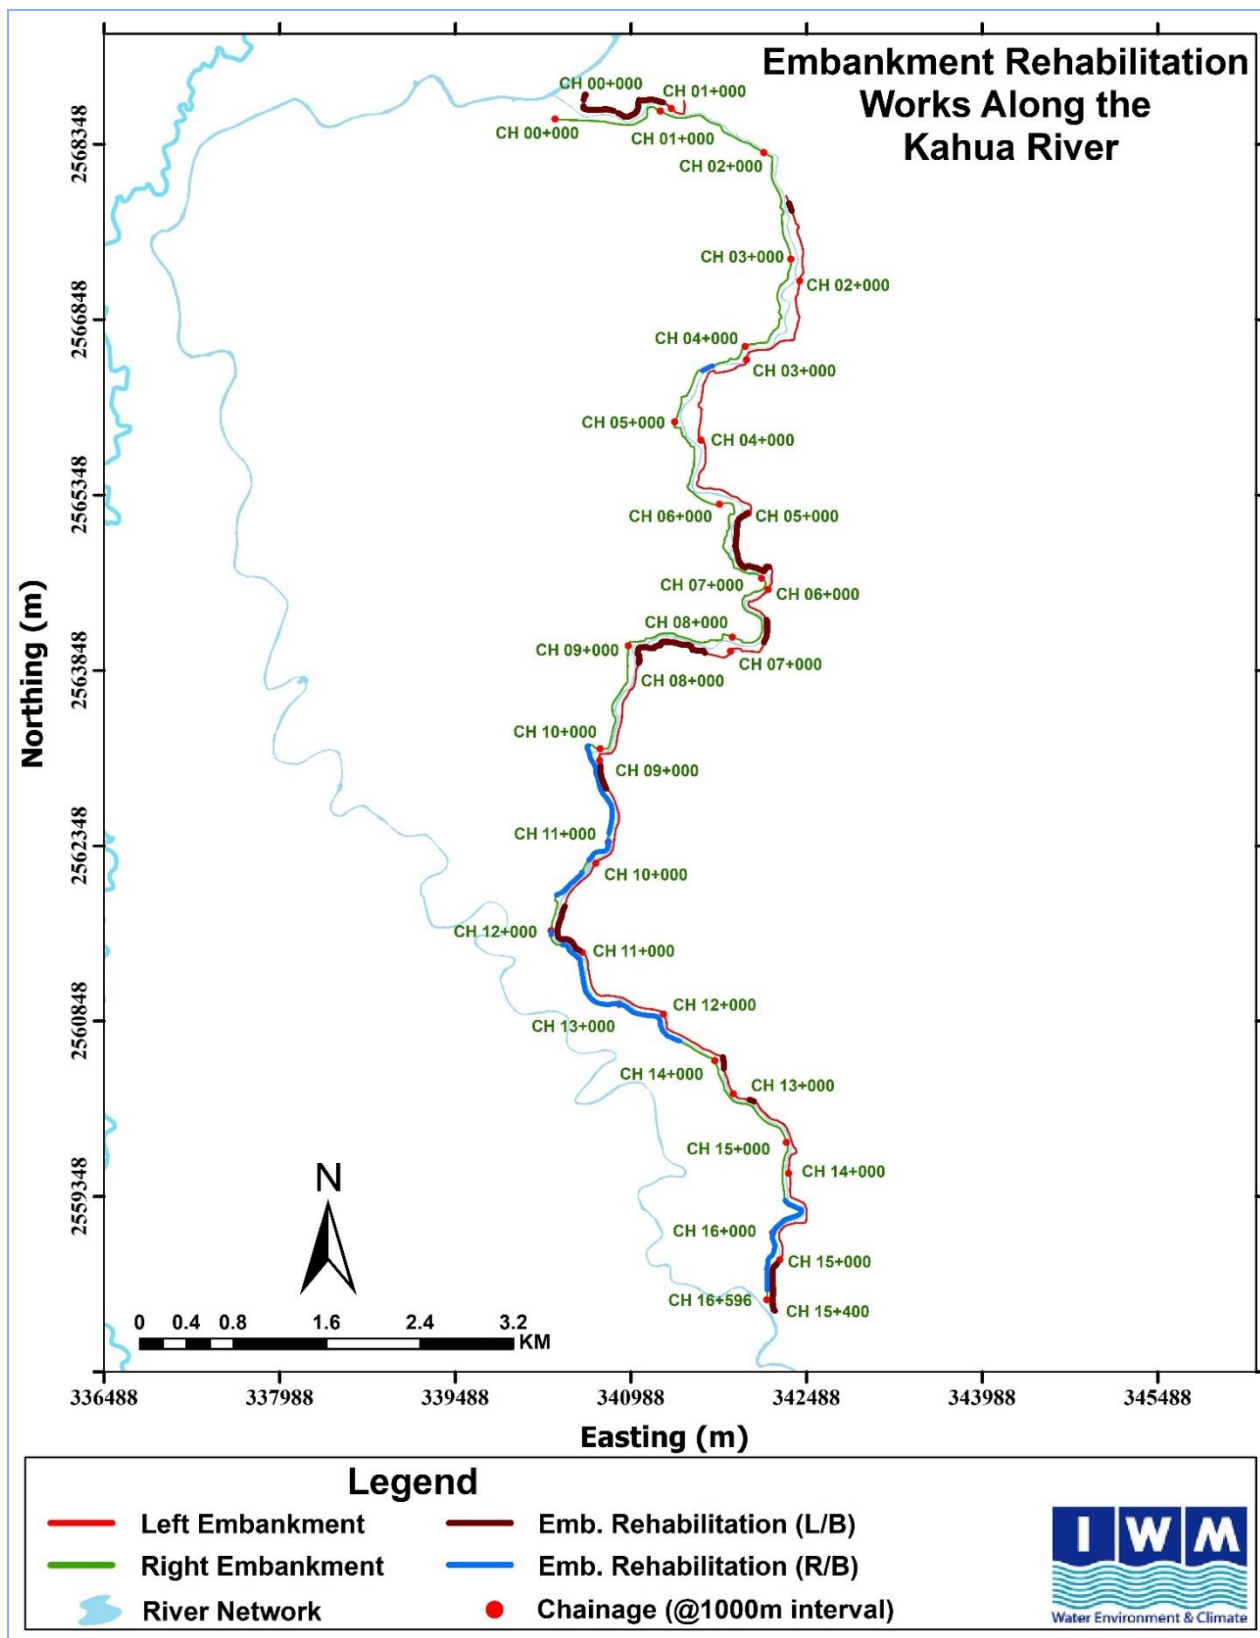 Embankment Rehabilitation
Works Along the
Kahua River
CH 00+000
CH 01+000
CH 00+000
CH 01+000
CH 02+000
CH 03+000
CH 02+000
CH 04+000
CH 03+000
CH 05+000
CH 04+000
CH 06+000
CH 05+000
CH 07+000
CH 06+000
CH 08+000
CH 09+000
CH 07+000
CH 08+000
CH 10+000
CH 09+000
CH 11+000
CH 10+000
CH 12+000
CH 11+000
CH 12+000
CH 13+000
CH 14+000
CH 13+000
CH 15+000
CH 14+000
CH 16+000
CH 15+000
CH 16+596
CH 15+400
2568348
2566848
2565348
2563848
2562348
2560848
2559348
Northing (m)
N
0 0.4 0.8 1.6 2.4 3.2
KM
336488 337988 339488 340988 342488 343988 345488
Easting (m)
Legend
Left Embankment
Right Embankment
River Network
Emb. Rehabilitation (L/B)
Emb. Rehabilitation (R/B)
Chainage (@1000m interval)
IWM
Water Environment & Climate